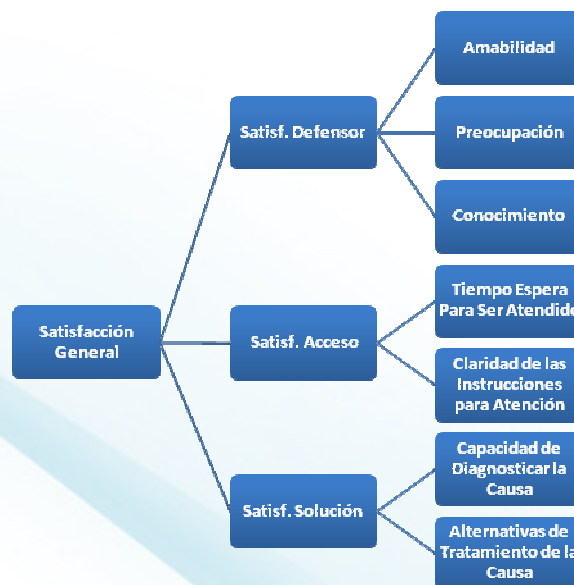 Amabilidad
Satisf. Defensor
Preocupación
Conocimiento
Satisfacción
General
Satisf. Acceso
Tiempo Espera
Para Ser Atendido
Claridad de las
Instrucciones
para Atención
Satisf. Solución
Capacidad de
Diagnosticar la
Causa
Alternativas de
Tratamiento de la
Causa